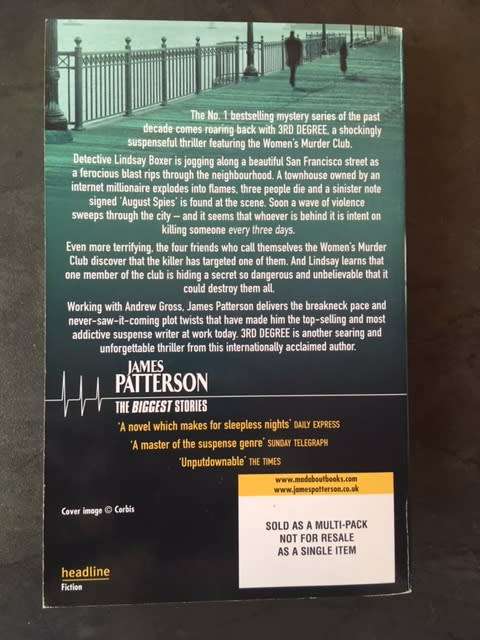 The No. 1 bestselling mystery series of the past
decade comes roaring back with 3RD DEGREE, a shockingly
suspenseful thriller featuring the Women's Murder Club.
Detective Lindsay Boxer is jogging along a beautiful San Francisco street as
a ferocious blast rips through the neighbourhood. A townhouse owned by an
internet millionaire explodes into flames, three people die and a sinister note
signed 'August Spies' is found at the scene. Soon a wave of violence
sweeps through the city – and it seems that whoever is behind it is intent on
killing someone every three days.
Even more terrifying, the four friends who call themselves the Women's Murder
Club discover that the killer has targeted one of them. And Lindsay learns that
one member of the club is hiding a secret so dangerous and unbelievable that it
could destroy them all.
Working with Andrew Gross, James Patterson delivers the breakneck pace and
never-saw-it-coming plot twists that have made him the top-selling and most
addictive suspense writer at work today. 3RD DEGREE is another searing and
unforgettable thriller from this internationally acclaimed author.
JAMES
PATTERSON
THE BIGGEST STORIES
'A novel which makes for sleepless nights' DAILY EXPRESS
'A master of the suspense genre' SUNDAY TELEGRAPH
'Unputdownable' THE TIMES
www.madaboutbooks.com
www.jamespatterson.co.uk
Cover image © Corbis
SOLD AS A MULTI-PACK
NOT FOR RESALE
AS A SINGLE ITEM
headline
Fiction